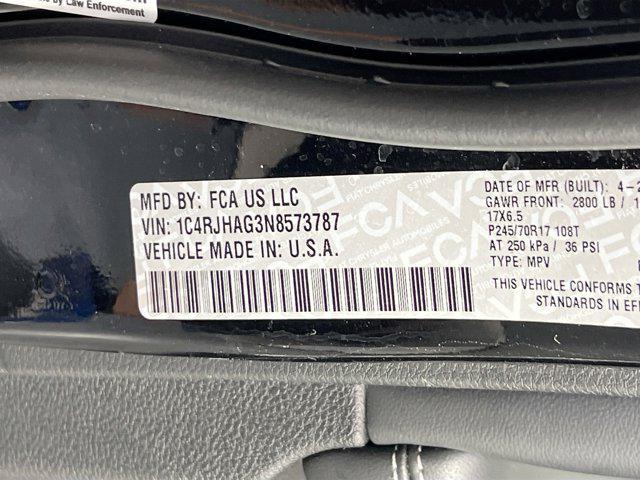 by Law Enforcement
MFD BY: FCA US LLC
VIN: 1C4RJHAG3N8573787
VEHICLE MADE IN: U.S.A.
DATE OF MFR (BUILT): 4-2
GAWR FRONT: 2800 LB / 1
17X6.5
P245/70R17 108T
AT 250 kPa / 36 PSI
TYPE: MPV
THIS VEHICLE CONFORMS TO
STANDARDS IN EF